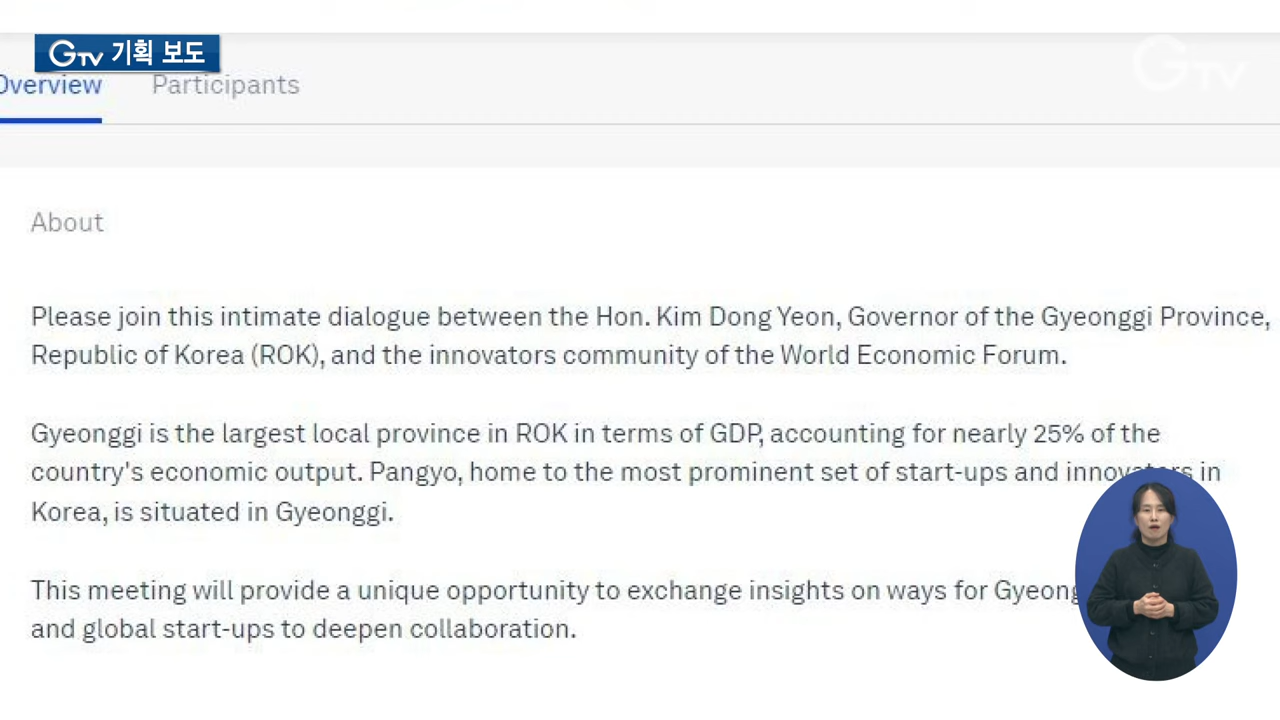 GTV 기획 보도
GTV
Overview Participants
About
Please join this intimate dialogue between the Hon. Kim Dong Yeon, Governor of the Gyeonggi Province,
Republic of Korea (ROK), and the innovators community of the World Economic Forum.
Gyeonggi is the largest local province in ROK in terms of GDP, accounting for nearly 25% of the
country's economic output. Pangyo, home to the most prominent set of start-ups and innovators in
Korea, is situated in Gyeonggi.
This meeting will provide a unique opportunity to exchange insights on ways for Gyeong
and global start-ups to deepen collaboration.